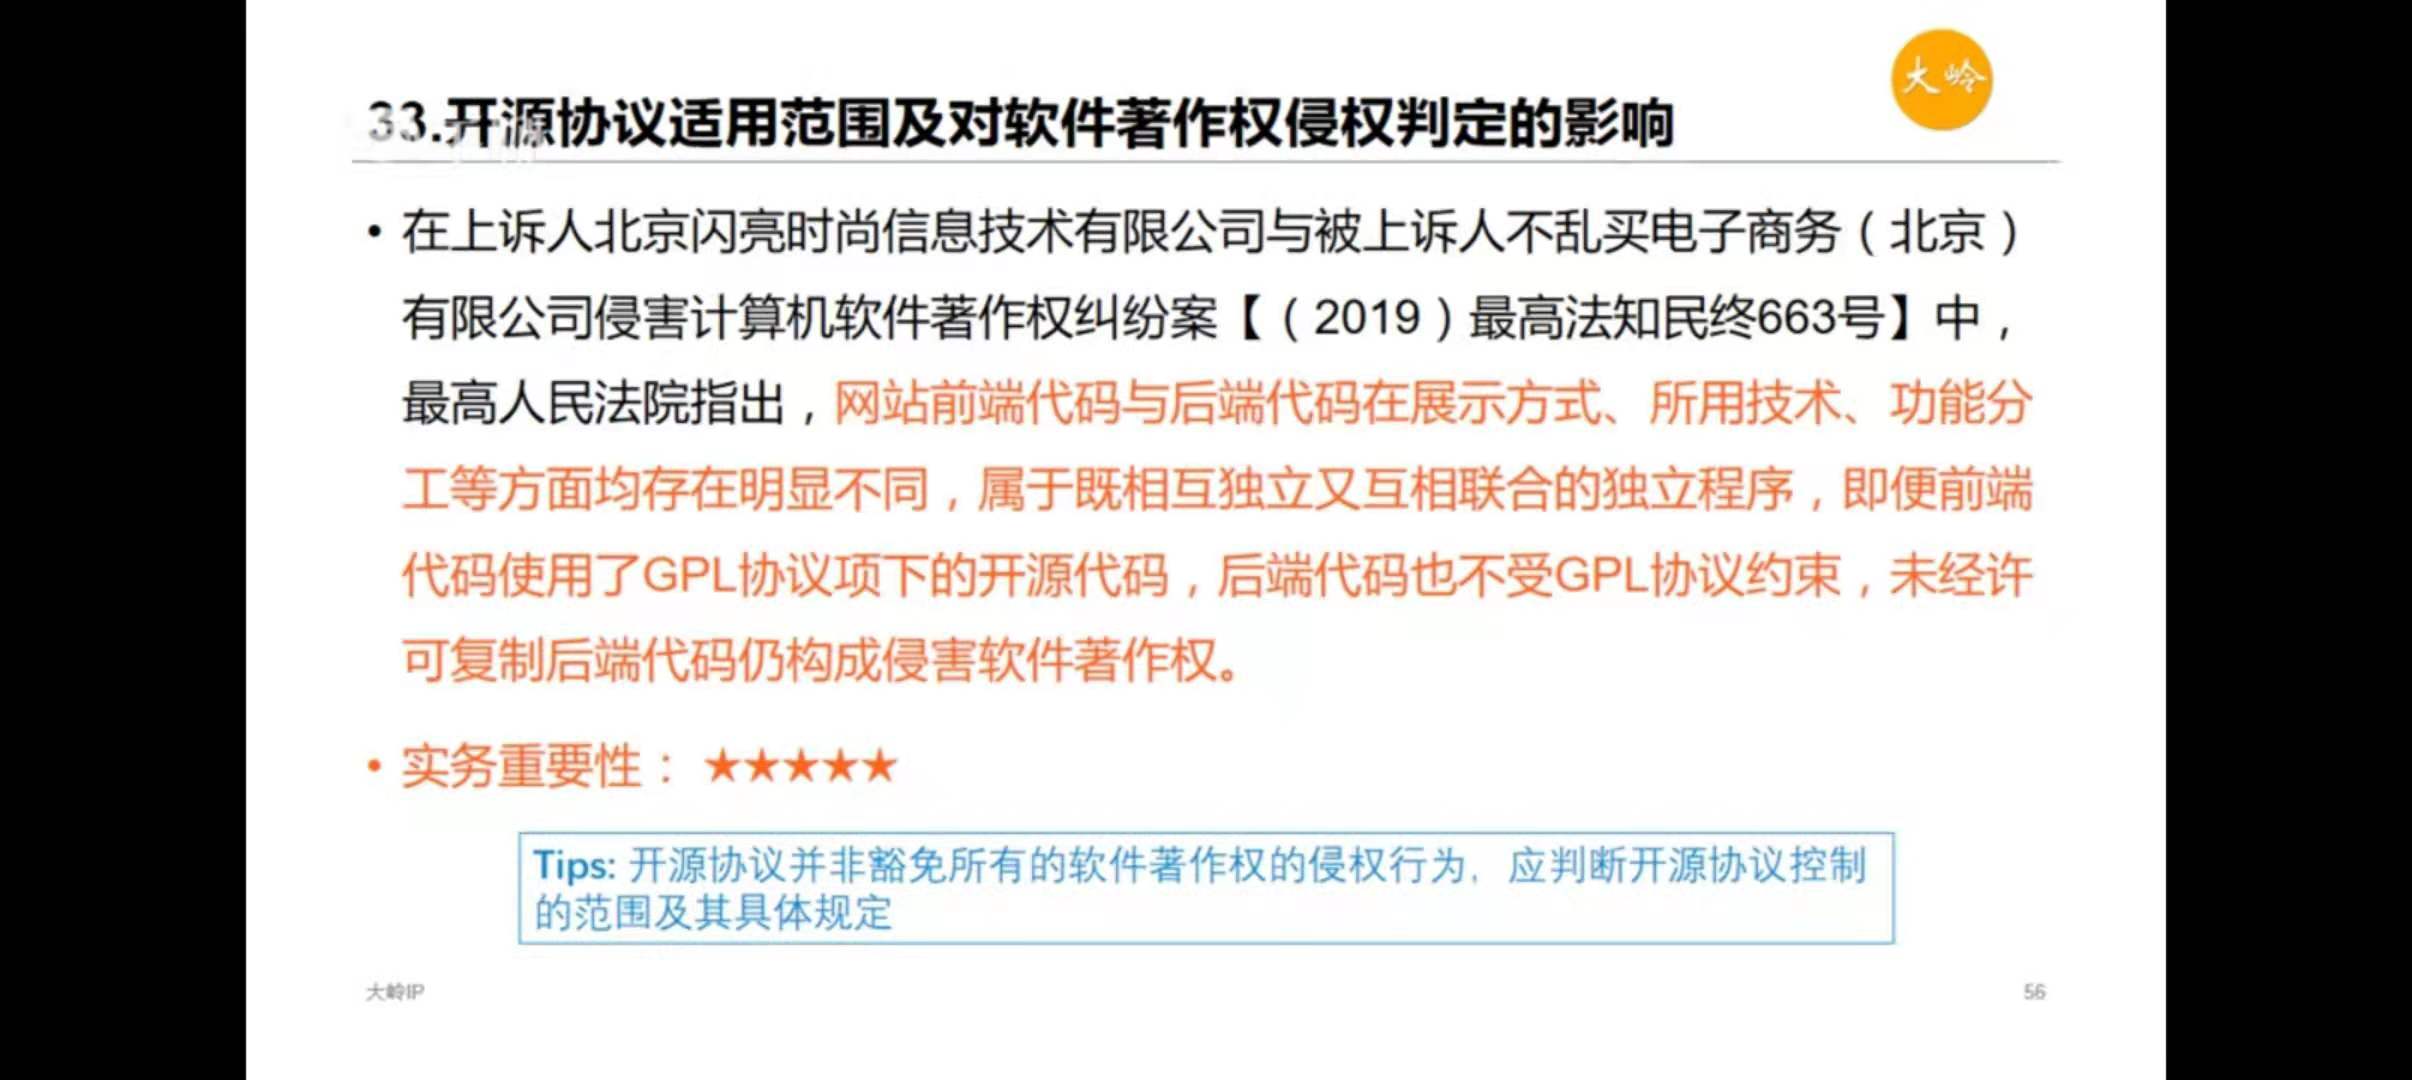 大岭
33.开源协议适用范围及对软件著作权侵权判定的影响
• 在上诉人北京闪亮时尚信息技术有限公司与被上诉人不乱买电子商务（北京）
有限公司侵害计算机软件著作权纠纷案【（2019）最高法知民终663号】中，
最高人民法院指出，网站前端代码与后端代码在展示方式、所用技术、功能分
工等方面均存在明显不同，属于既相互独立又互相联合的独立程序，即便前端
代码使用了GPL协议项下的开源代码，后端代码也不受GPL协议约束，未经许
可复制后端代码仍构成侵害软件著作权。
• 实务重要性：★★★★★
Tips: 开源协议并非豁免所有的软件著作权的侵权行为，应判断开源协议控制
的范围及其具体规定
大岭IP
56